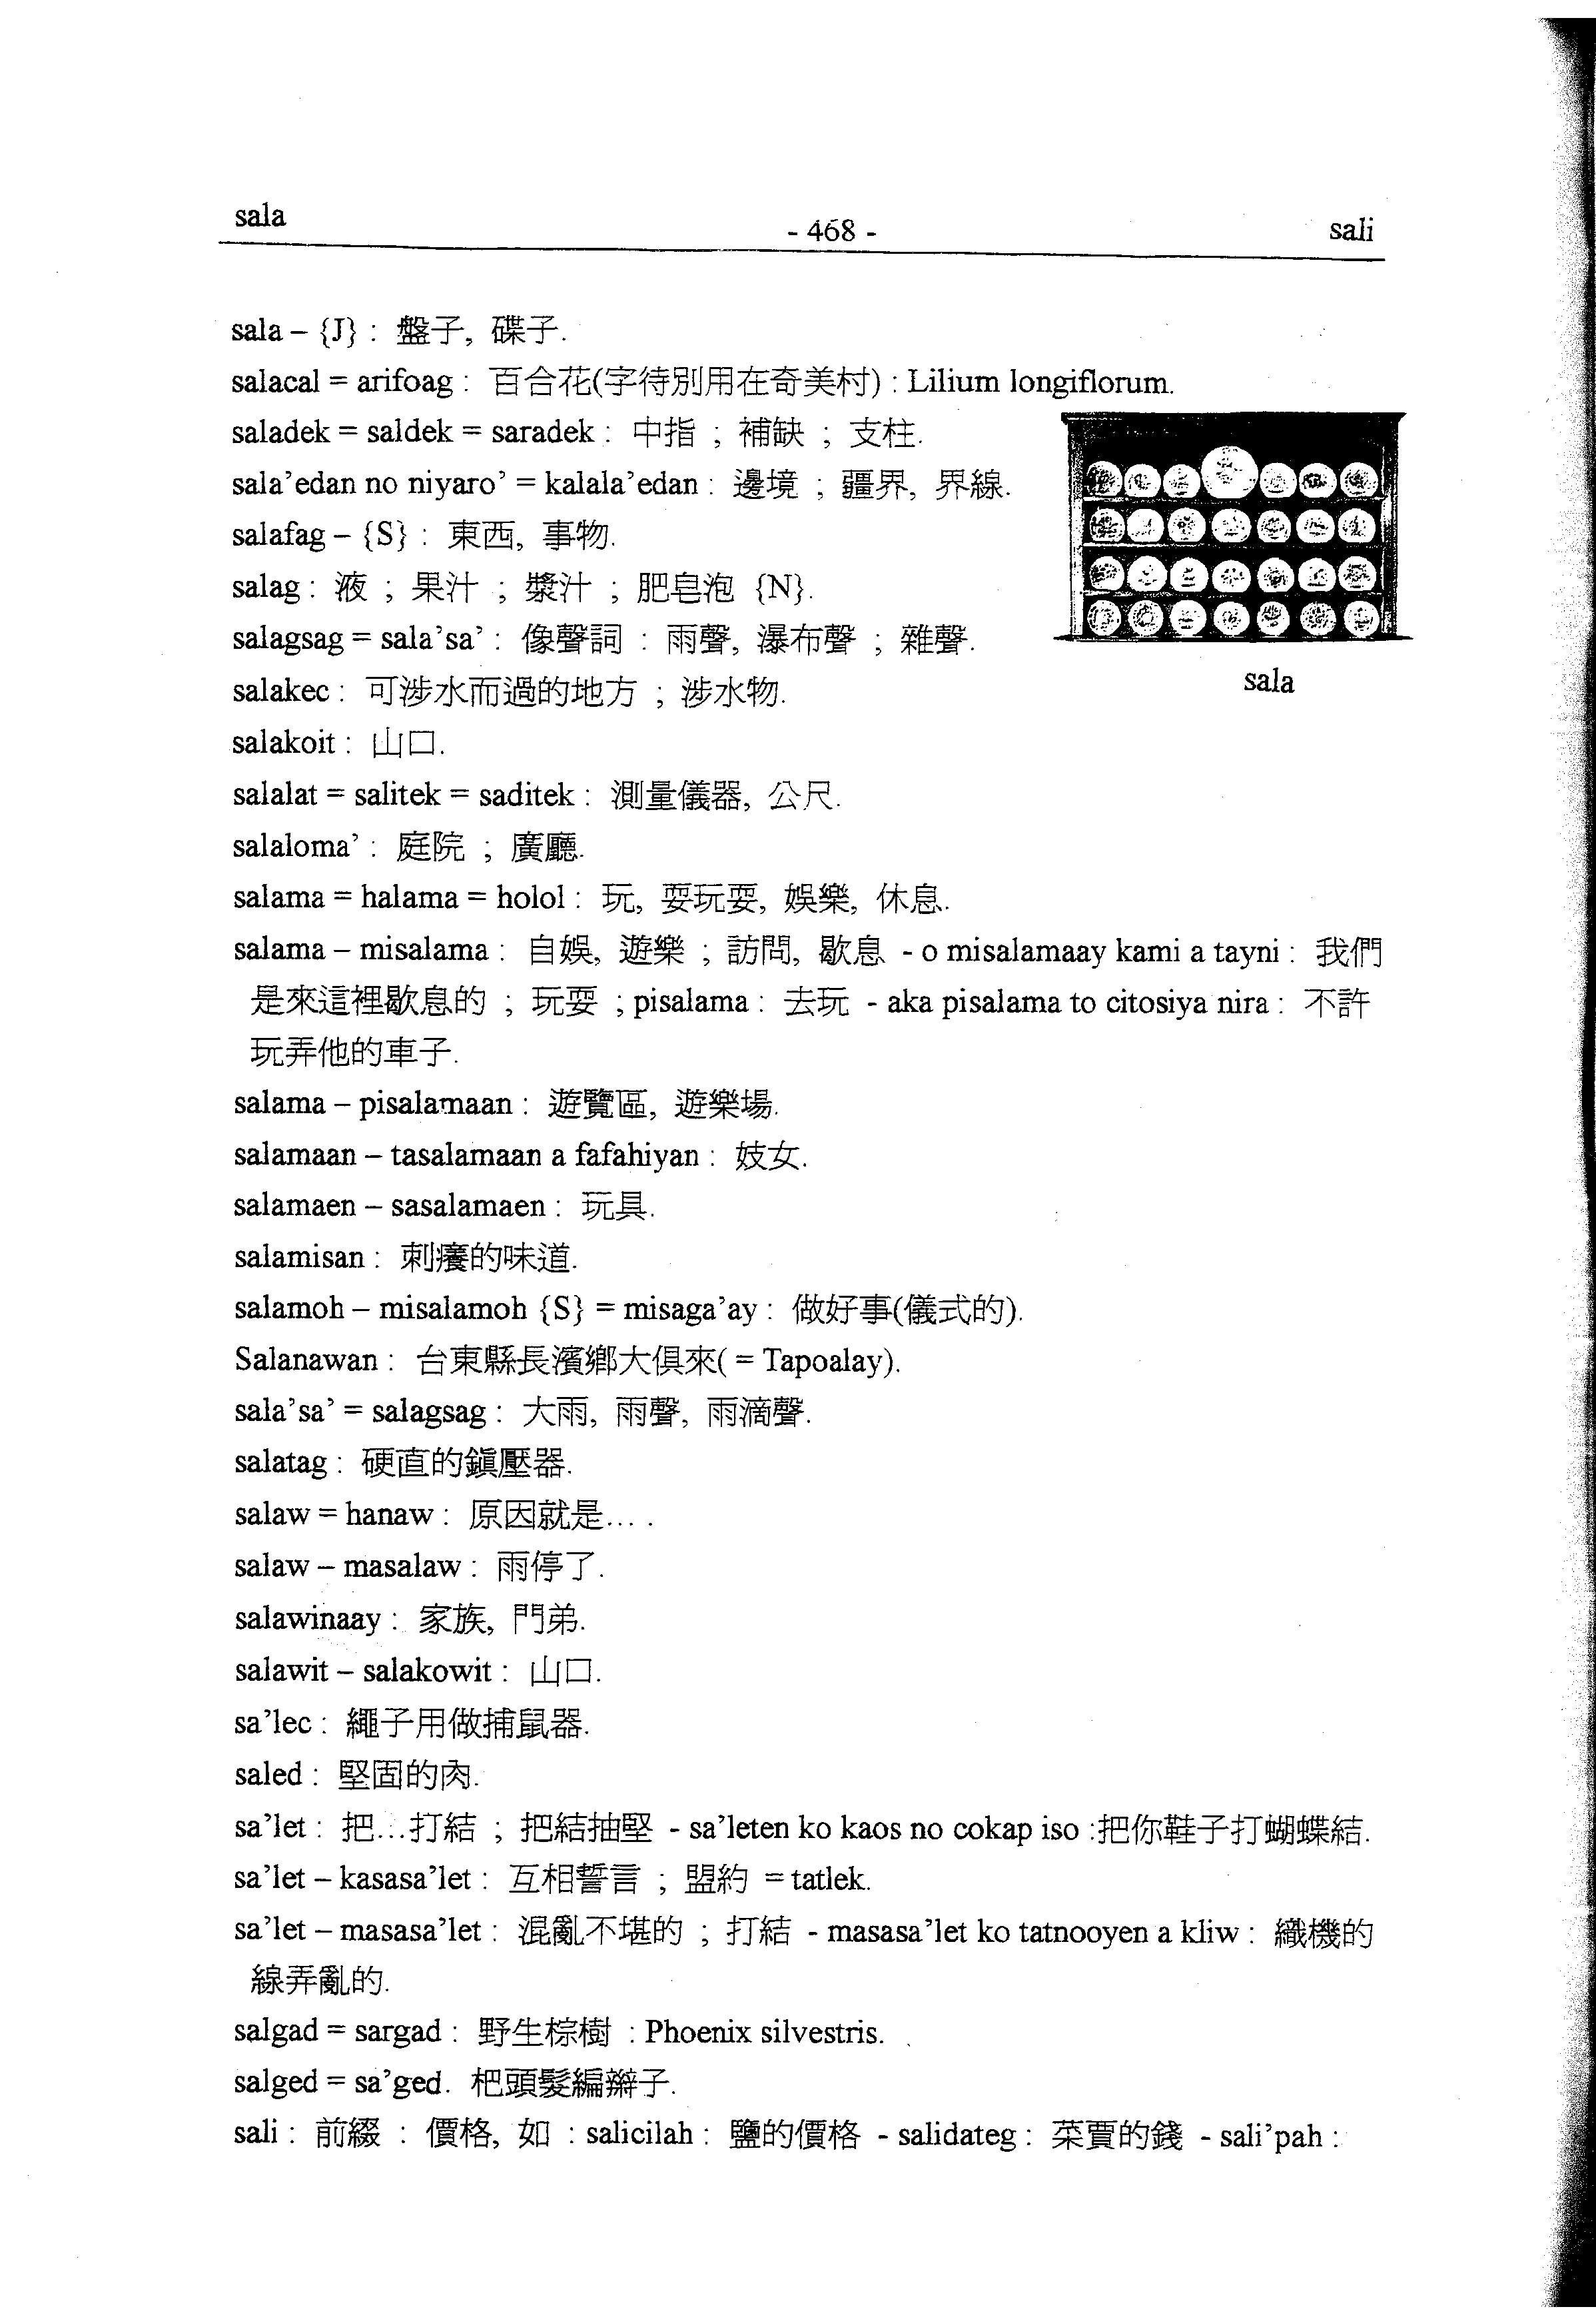 sala
- 468 -
sali
sala – {J} : 盤子, 碟子.
salacal = arifoag : 百合花(字待別用在奇美村) : Lilium longiflorum.
saladek = saldek = saradek : 中指 ; 補缺 ; 支柱.
sala’edan no niyaro’ = kalala’edan : 邊境 ; 疆界, 界線.
salafag – {S} : 東西, 事物.
salag : 液 ; 果汁 ; 漿汁 ; 肥皂泡 {N}.
salagsag = sala’sa’ : 像聲詞 : 雨聲, 瀑布聲 ; 雜聲.
salakec : 可涉水而過的地方 ; 涉水物.
sala
salakoit : 山口.
salalat = salitek = saditek : 測量儀器, 公尺.
salaloma’ : 庭院 ; 廣廳.
salama = halama = holol : 玩, 耍玩耍, 娛樂, 休息.
salama – misalama : 自娛, 遊樂 ; 訪問, 歇息 - o misalamaay kami a tayni : 我們
是來這裡歇息的 ; 玩耍 ; pisalama : 去玩 - aka pisalama to citosiya nira : 不許
玩弄他的車子.
salama – pisalamaan : 遊覽區, 遊樂場.
salamaan – tasalamaan a fafahiyan : 妓女.
salamaen – sasalamaen : 玩具.
salamisan : 刺癢的味道.
salamoh – misalamoh {S} = misaga’ay : 做好事(儀式的).
Salanawan : 台東縣長濱鄉大俱來( = Tapoalay).
sala’sa’ = salagsag : 大雨, 雨聲, 雨滴聲.
salatag : 硬直的鎮壓器.
salaw = hanaw : 原因就是... .
salaw – masalaw : 雨停了.
salawinaay : 家族, 門弟.
salawit – salakowit : 山口.
sa’lec : 繩子用做捕鼠器.
saled : 堅固的肉.
sa’let : 把...打結 ; 把結抽堅 - sa’leten ko kaos no cokap iso :把你鞋子打蝴蝶結.
sa’let – kasasa’let : 互相誓言 ; 盟約 = tatlek.
sa’let – masasa’let : 混亂不堪的 ; 打結 - masasa’let ko tatnooyen a kliw : 織機的
線弄亂的.
salgad = sargad : 野生棕樹 : Phoenix silvestris.
salged = sa’ged. 杷頭髮編辮子.
sali : 前綴 : 價格, 如 : salicilah : 鹽的價格 - salidateg : 菜賈的錢 - sali’pah :